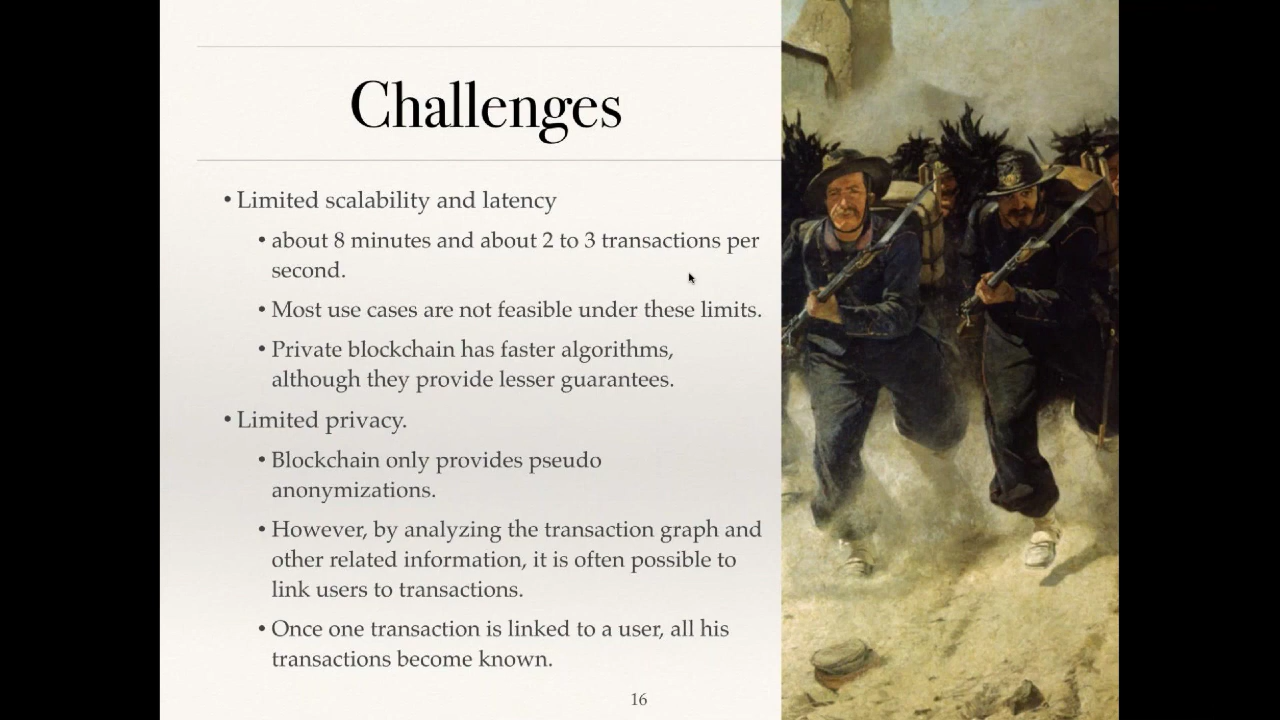 Challenges
• Limited scalability and latency
• about 8 minutes and about 2 to 3 transactions per
second.
• Most use cases are not feasible under these limits.
• Private blockchain has faster algorithms,
although they provide lesser guarantees.
• Limited privacy.
• Blockchain only provides pseudo
anonymizations.
• However, by analyzing the transaction graph and
other related information, it is often possible to
link users to transactions.
• Once one transaction is linked to a user, all his
transactions become known.
16